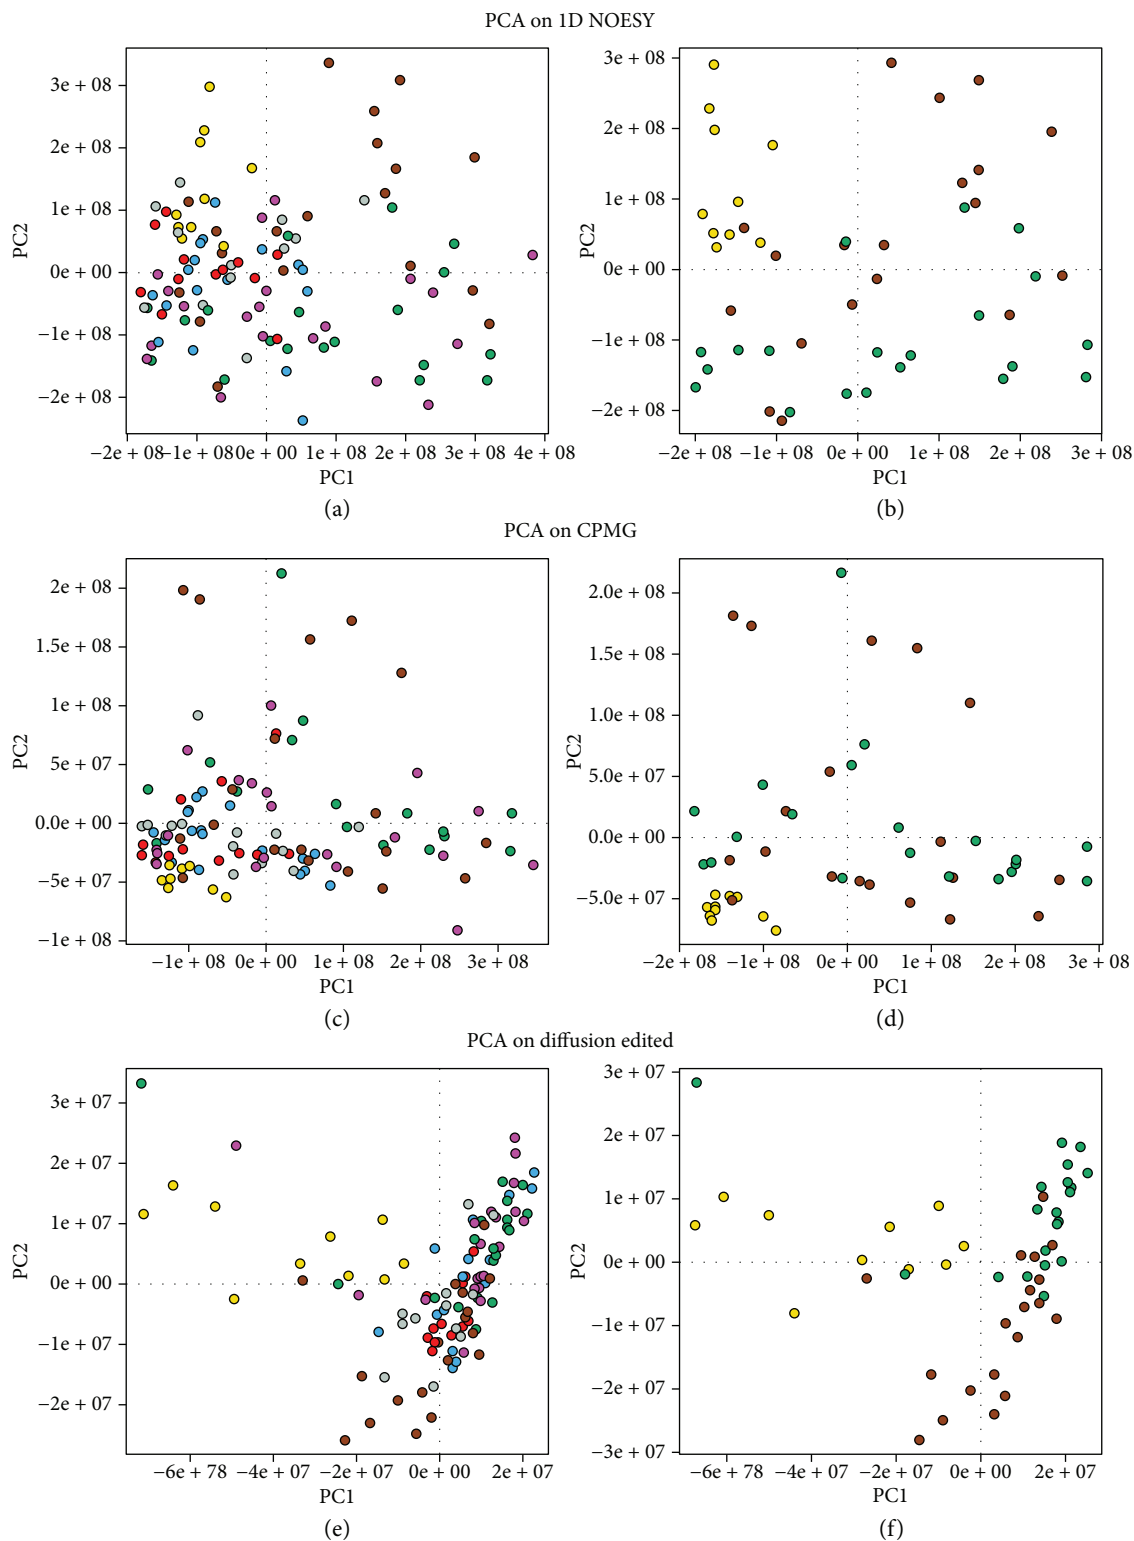 PCA on 1D NOESY
3e + 08
2e + 08
1e + 08
0e + 00
−1e + 08
−2e + 08
PC2
−2e + 08 −1e + 08 0e + 00 1e + 08 2e + 08 3e + 08 4e + 08
PC1
(a)
3e + 08
2e + 08
1e + 08
0e + 00
−1e + 08
−2e + 08
PC2
−2e + 08 −1e + 08 0e + 00 1e + 08 2e + 08 3e + 08
PC1
(b)
PCA on CPMG
2e + 08
1.5e + 08
1e + 08
5e + 07
0.0e + 00
−5e + 07
−1e + 08
PC2
−1e + 08 0e + 00 1e + 08 2e + 08 3e + 08
PC1
(c)
2.0e + 08
1.5e + 08
1.0e + 08
5.0e + 07
0.0e + 00
−5.0e + 07
PC2
−2e + 08 −1e + 08 0e + 00 1e + 08 2e + 08 3e + 08
PC1
(d)
PCA on diffusion edited
3e + 07
2e + 07
1e + 07
0e + 00
−1e + 07
−2e + 07
PC2
−6e + 78 −4e + 07 −2e + 07 0e + 00 2e + 07
PC1
(e)
3e + 07
2e + 07
1e + 07
0e + 00
−1e + 07
−2e + 07
−3e + 07
PC2
−6e + 78 −4e + 07 −2e + 07 0e + 00 2e + 07
PC1
(f)